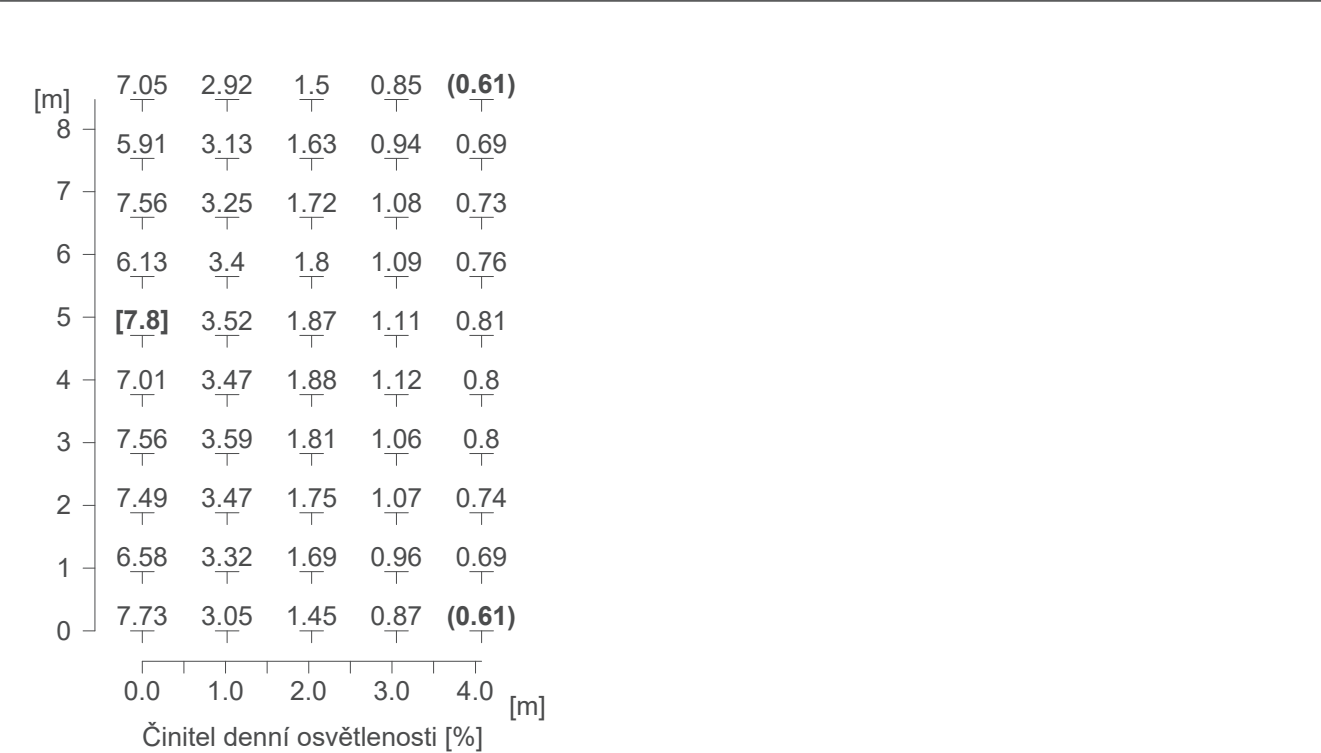 7.05 2.92 1.5 0.85 (0.61)
[m]
8
5.91 3.13 1.63 0.94 0.69
7
7.56 3.25 1.72 1.08 0.73
6
6.13 3.4 1.8 1.09 0.76
5 [7.8] 3.52 1.87 1.11 0.81
4 7.01 3.47 1.88 1.12 0.8
3 7.56 3.59 1.81 1.06 0.8
2 7.49 3.47 1.75 1.07 0.74
1 6.58 3.32 1.69 0.96 0.69
0 7.73 3.05 1.45 0.87 (0.61)
0.0 1.0 2.0 3.0 4.0 [m]
Činitel denní osvětlenosti [%]